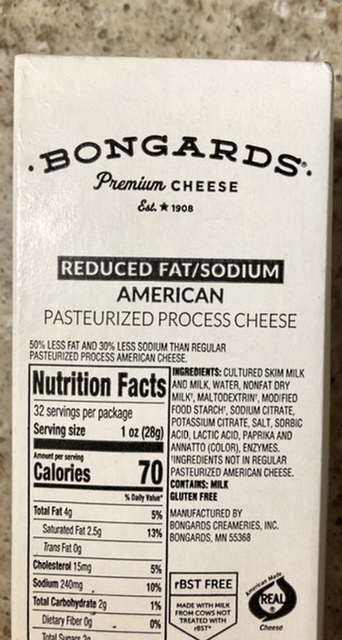 BONGARDS®
Premium CHEESE
Est. ★ 1908
REDUCED FAT/SODIUM
AMERICAN
PASTEURIZED PROCESS CHEESE
50% LESS FAT AND 30% LESS SODIUM THAN REGULAR
PASTEURIZED PROCESS AMERICAN CHEESE.
Nutrition Facts
32 servings per package
Serving size 1 oz (28g)
Amount per serving
Calories 70
% Daily Value*
Total Fat 4g 5%
Saturated Fat 2.5g 13%
Trans Fat 0g
Cholesterol 15mg 5%
Sodium 240mg 10%
Total Carbohydrate 2g 1%
Dietary Fiber 0g 0%
Total Sugars 2g
INGREDIENTS: CULTURED SKIM MILK
AND MILK, WATER, NONFAT DRY
MILK¹, MALTODEXTRIN¹, MODIFIED
FOOD STARCH¹, SODIUM CITRATE,
POTASSIUM CITRATE, SALT, SORBIC
ACID, LACTIC ACID, PAPRIKA AND
ANNATTO (COLOR), ENZYMES.
¹INGREDIENTS NOT IN REGULAR
PASTEURIZED AMERICAN CHEESE.
CONTAINS: MILK
GLUTEN FREE
MANUFACTURED BY
BONGARDS CREAMERIES, INC.
BONGARDS, MN 55368
rBST FREE
MADE WITH MILK
FROM COWS NOT
TREATED WITH
rBST*
American Made
REAL
Cheese